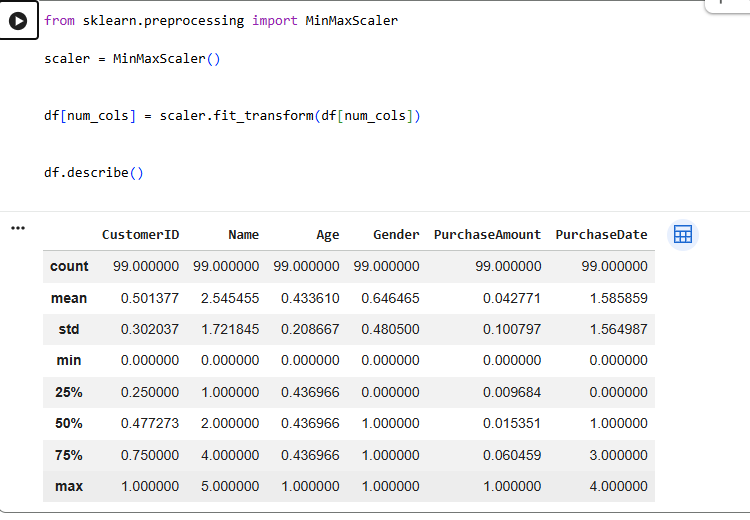 from sklearn.preprocessing import MinMaxScaler
scaler = MinMaxScaler()
df[num_cols] = scaler.fit_transform(df[num_cols])
df.describe()
CustomerID Name Age Gender PurchaseAmount PurchaseDate
count 99.000000 99.000000 99.000000 99.000000 99.000000 99.000000
mean 0.501377 2.545455 0.433610 0.646465 0.042771 1.585859
std 0.302037 1.721845 0.208667 0.480500 0.100797 1.564987
min 0.000000 0.000000 0.000000 0.000000 0.000000 0.000000
25% 0.250000 1.000000 0.436966 0.000000 0.009684 0.000000
50% 0.477273 2.000000 0.436966 1.000000 0.015351 1.000000
75% 0.750000 4.000000 0.436966 1.000000 0.060459 3.000000
max 1.000000 5.000000 1.000000 1.000000 1.000000 4.000000